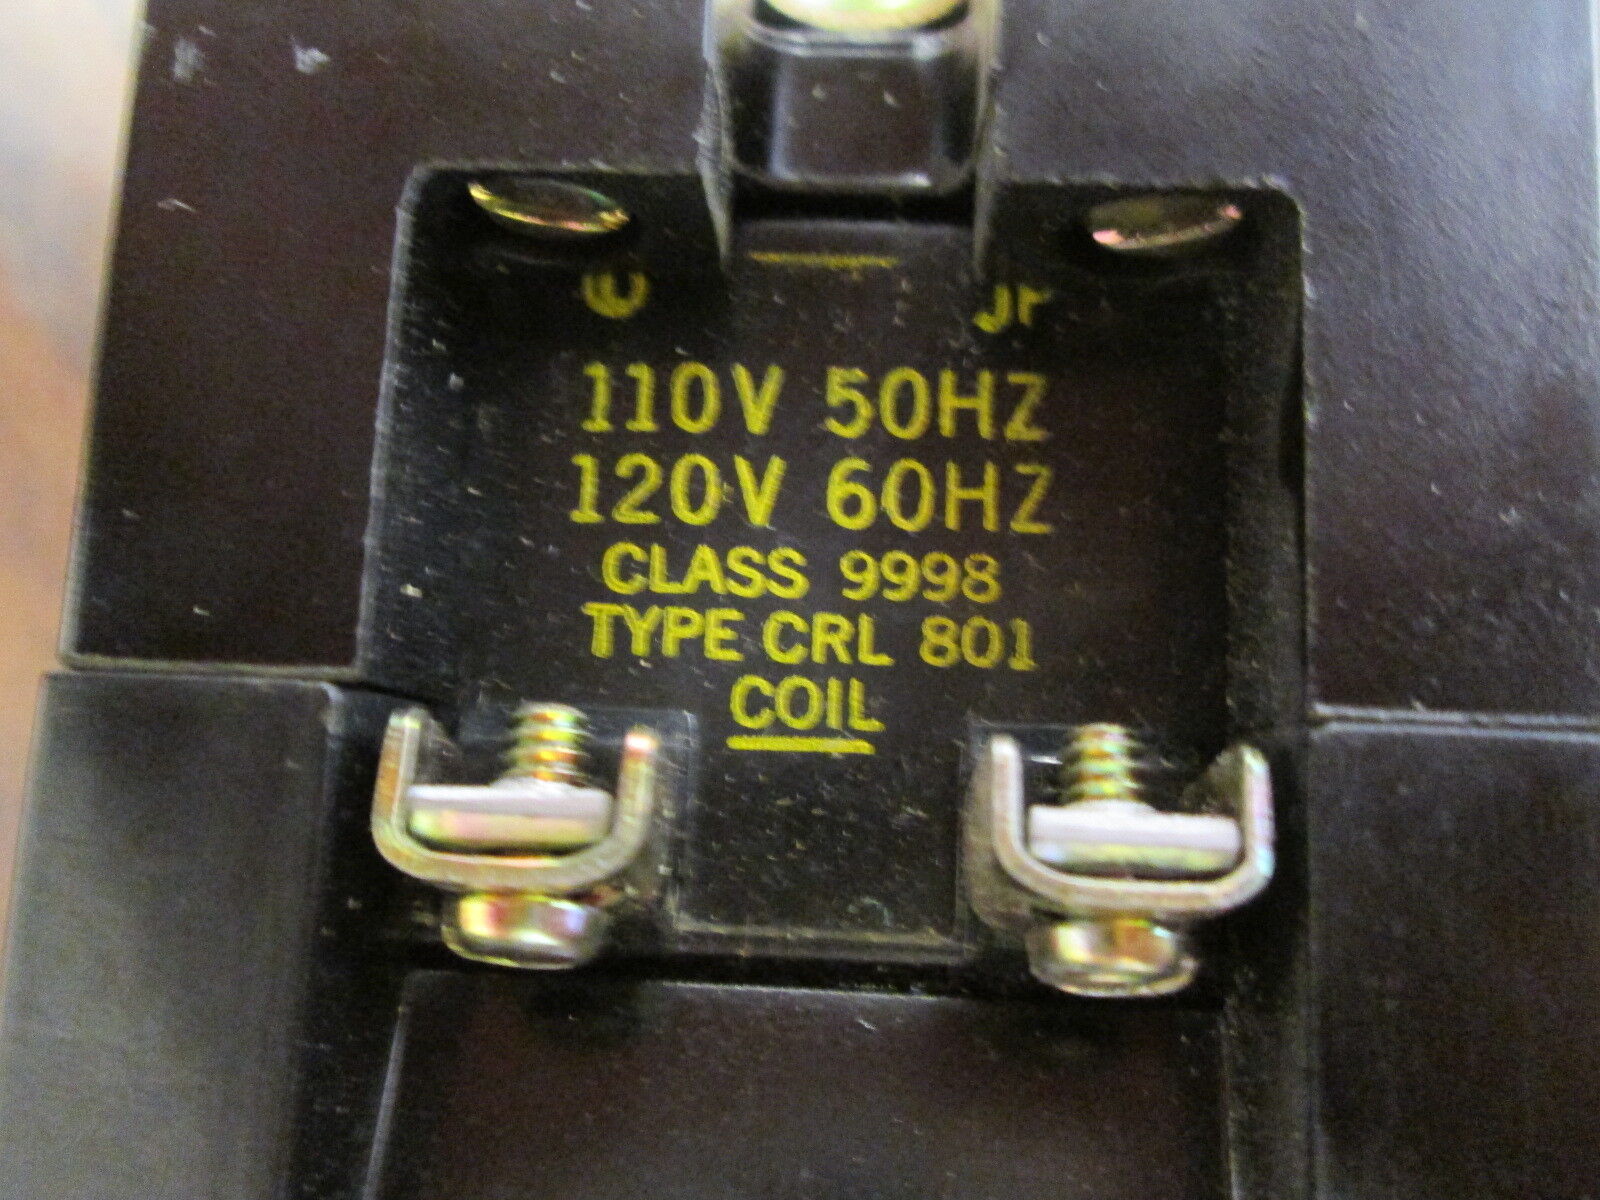 110V 50HZ
120V 60HZ
CLASS 9998
TYPE CRL 801
COIL